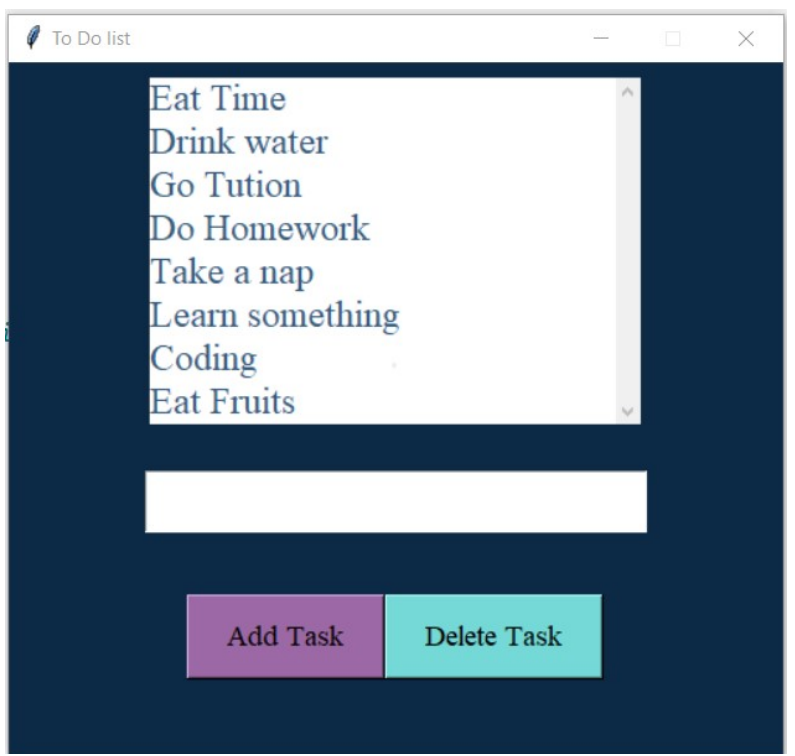 To Do list
Eat Time
Drink water
Go Tution
Do Homework
Take a nap
Learn something
Coding
Eat Fruits
Add Task
Delete Task